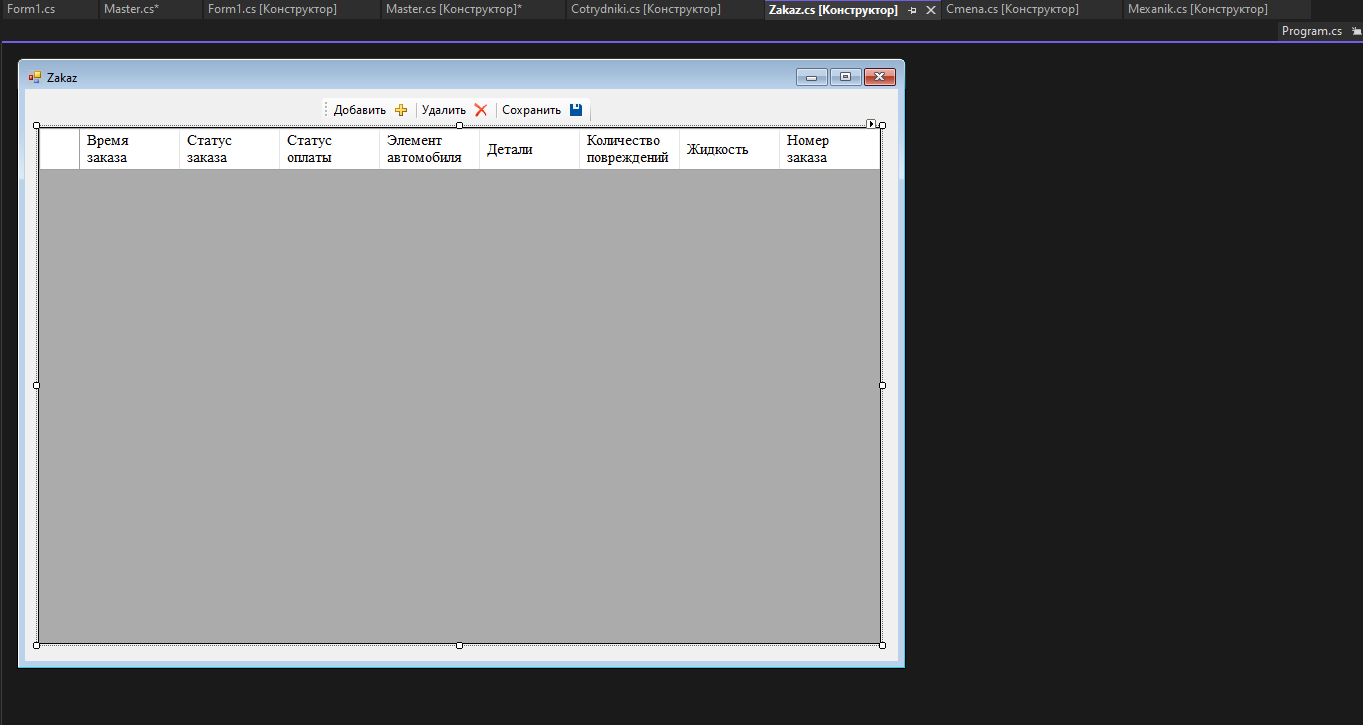 Form1.cs Master.cs* Form1.cs [Конструктор] Master.cs [Конструктор]* Cotrydniki.cs [Конструктор] Zakaz.cs [Конструктор] Cmena.cs [Конструктор] Mexanik.cs [Конструктор]
Program.cs
Zakaz
Добавить Удалить Сохранить
Время заказа
Статус заказа
Статус оплаты
Элемент автомобиля
Детали
Количество повреждений
Жидкость
Номер заказа